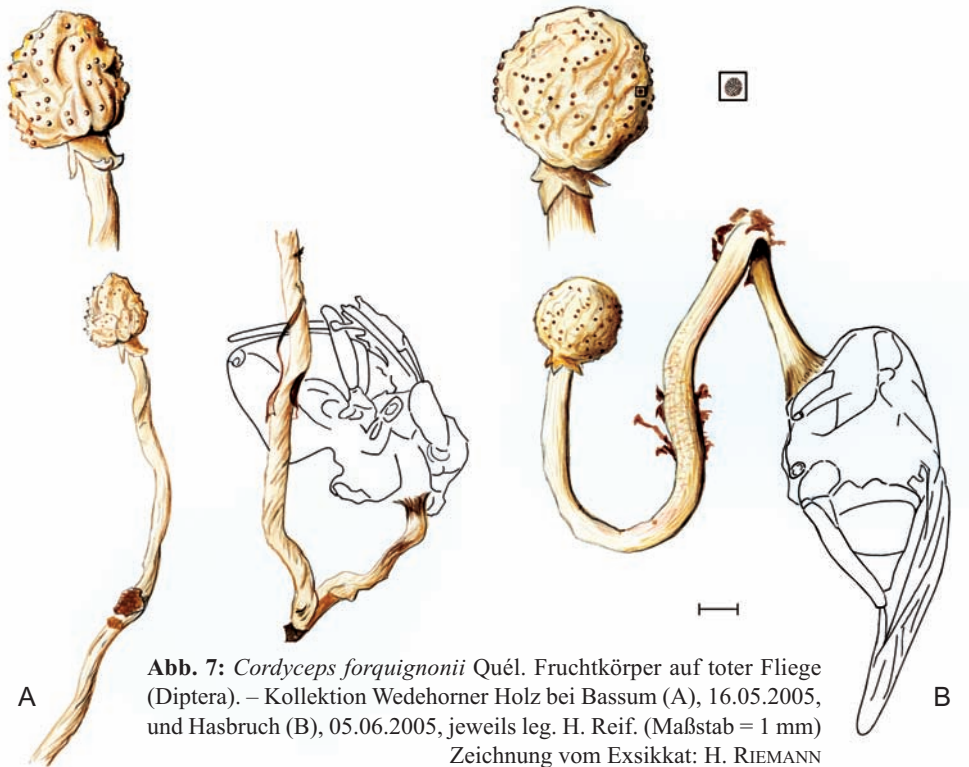 A
B
Abb. 7: Cordyceps forquignonii Quél. Fruchtkörper auf toter Fliege
(Diptera). – Kollektion Wedehorner Holz bei Bassum (A), 16.05.2005,
und Hasbruch (B), 05.06.2005, jeweils leg. H. Reif. (Maßstab = 1 mm)
Zeichnung vom Exsikkat: H. RIEMANN